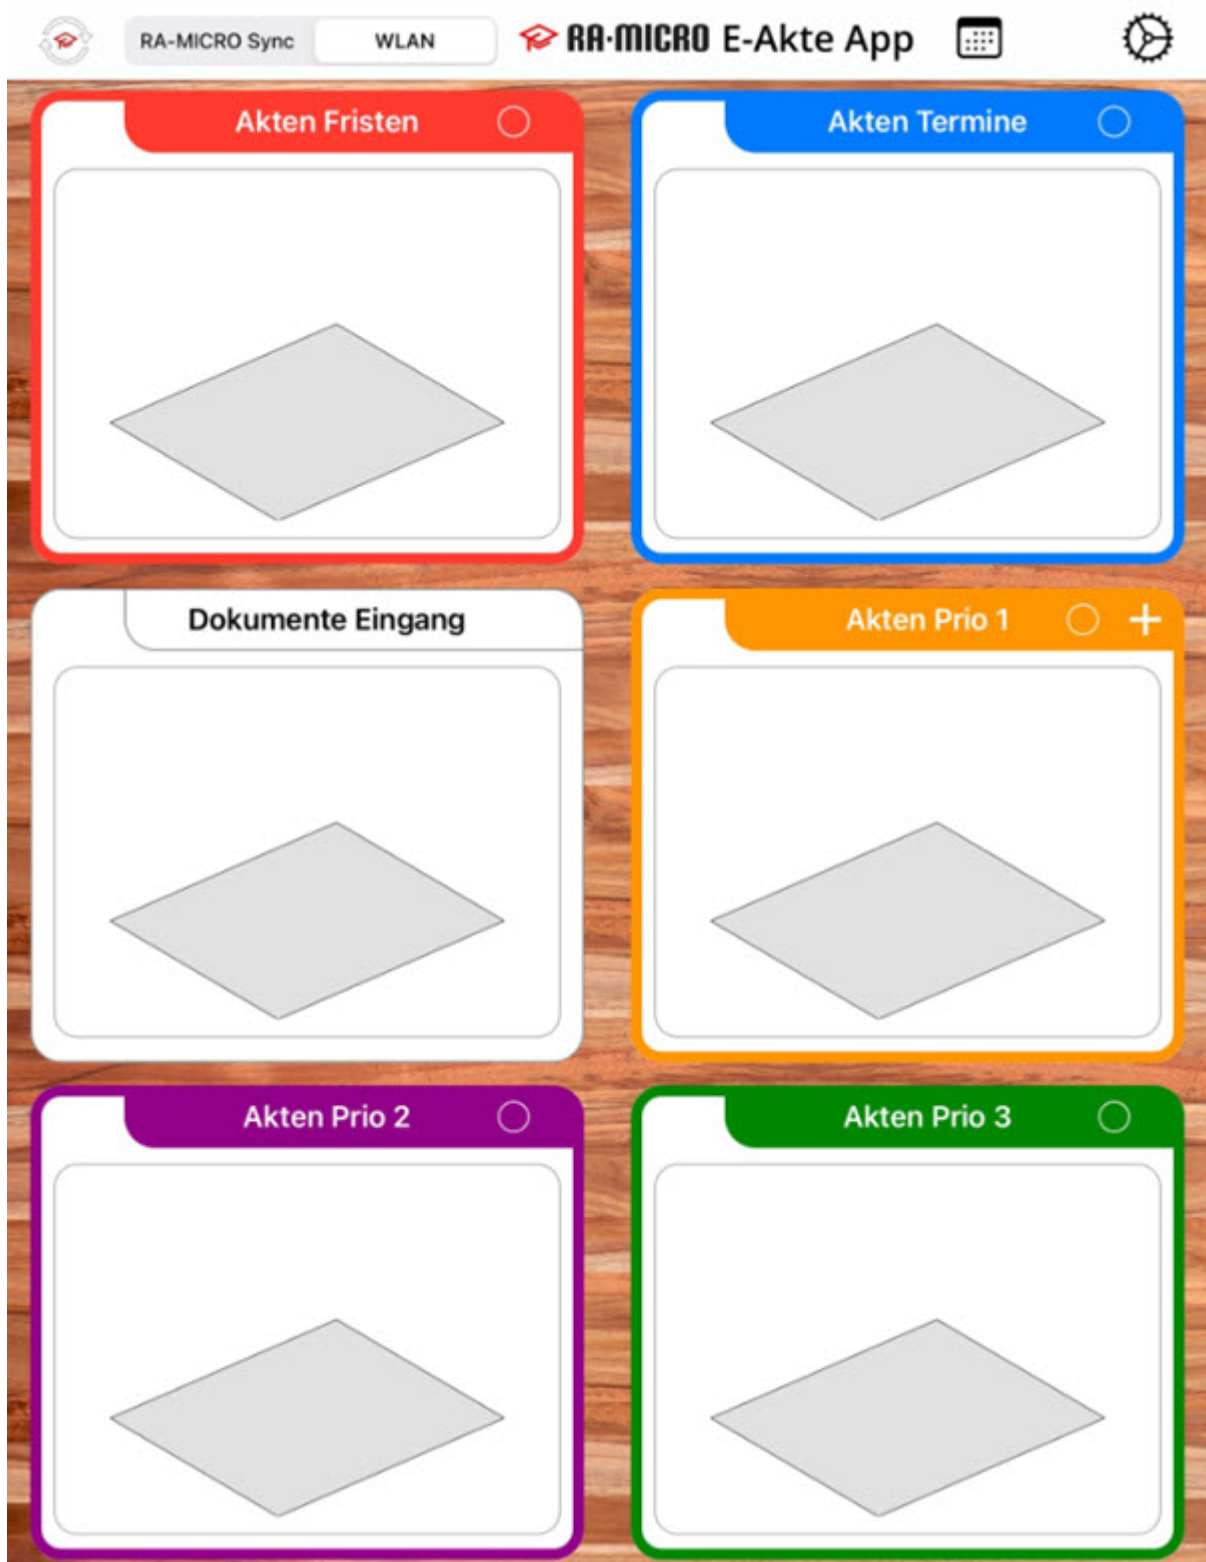 RA-MICRO Sync WLAN RA·MICRO E-Akte App
Akten Fristen
Akten Termine
Dokumente Eingang
Akten Prio 1
Akten Prio 2
Akten Prio 3